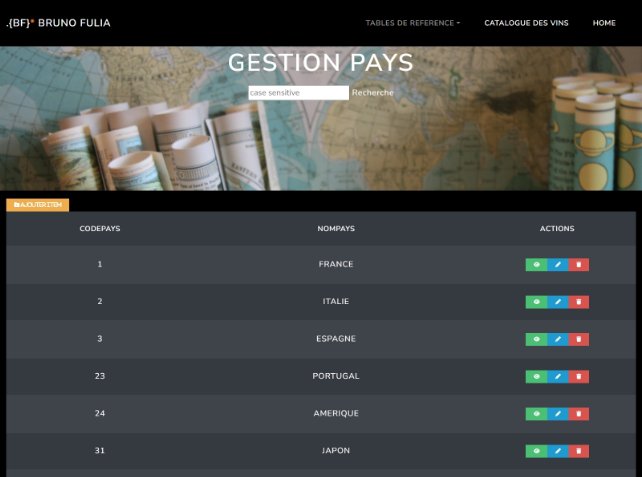 .{BF}* BRUNO FULIA
TABLES DE REFERENCE
CATALOGUE DES VINS
HOME
GESTION PAYS
case sensitive Recherche
AJOUTER ITEM
CODEPAYS NOMPAYS ACTIONS
1 FRANCE
2 ITALIE
3 ESPAGNE
23 PORTUGAL
24 AMERIQUE
31 JAPON